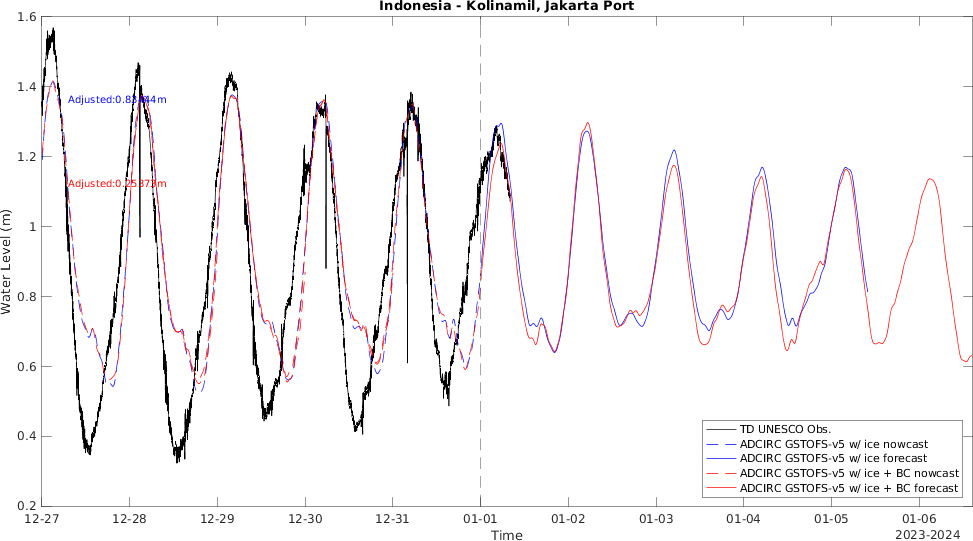 Indonesia - Kolinamil, Jakarta Port
1.6
1.4
1.2
1
0.8
0.6
0.4
0.2
Water Level (m)
Adjusted:
Adjusted:
TD UNESCO Obs.
ADCIRC GSTOFS-v5 w/ ice nowcast
ADCIRC GSTOFS-v5 w/ ice forecast
ADCIRC GSTOFS-v5 w/ ice + BC nowcast
ADCIRC GSTOFS-v5 w/ ice + BC forecast
12-27 12-28 12-29 12-30 12-31 01-01 01-02 01-03 01-04 01-05 01-06
Time
2023-2024